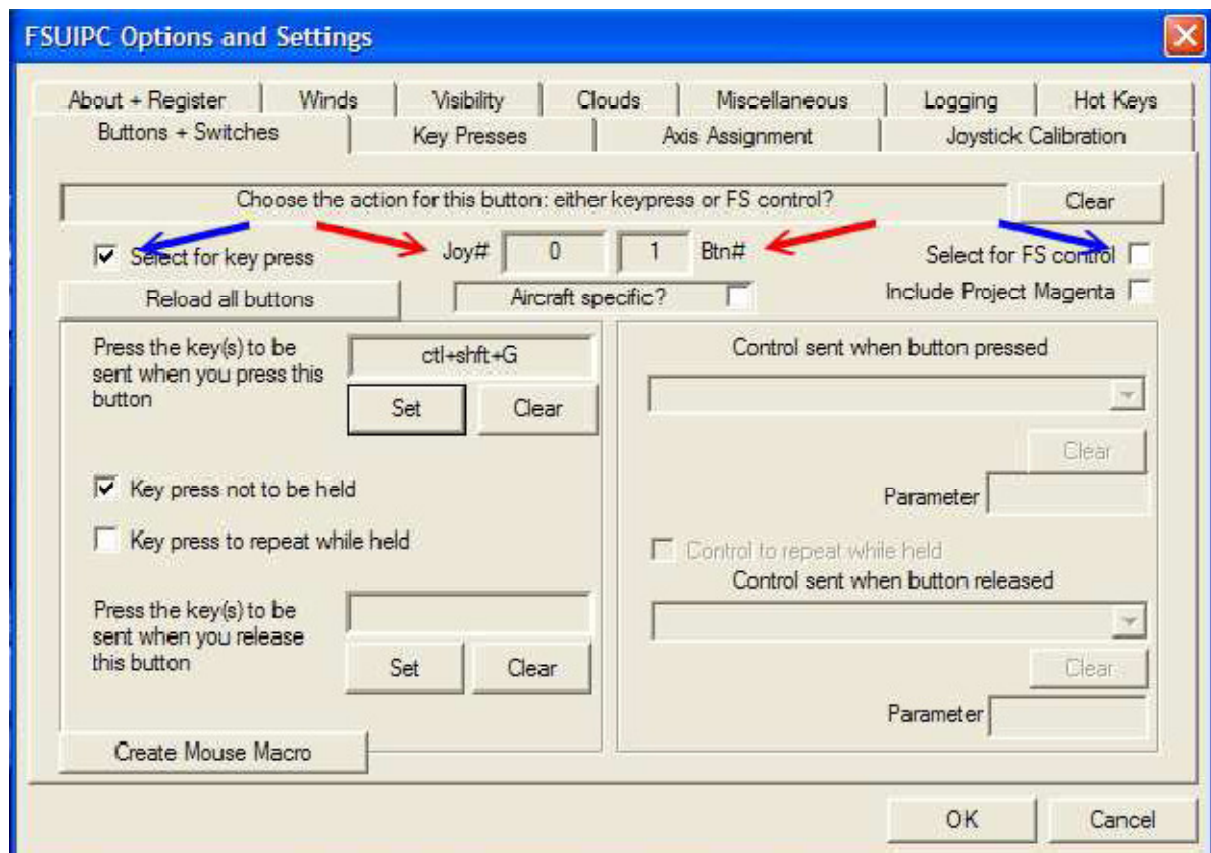 FSUIPC Options and Settings
About + Register
Winds
Visibility
Clouds
Miscellaneous
Logging
Hot Keys
Buttons + Switches
Key Presses
Axis Assignment
Joystick Calibration
Choose the action for this button: either keypress or FS control?
Clear
Select for key press
Joy#
0
1
Btn#
Select for FS control
Reload all buttons
Aircraft specific?
Include Project Magenta
Press the key(s) to be
sent when you press this
button
ctl+shft+G
Set
Clear
Key press not to be held
Key press to repeat while held
Press the key(s) to be
sent when you release
this button
Set
Clear
Create Mouse Macro
Control sent when button pressed
Clear
Parameter
Control to repeat while held
Control sent when button released
Clear
Parameter
OK
Cancel